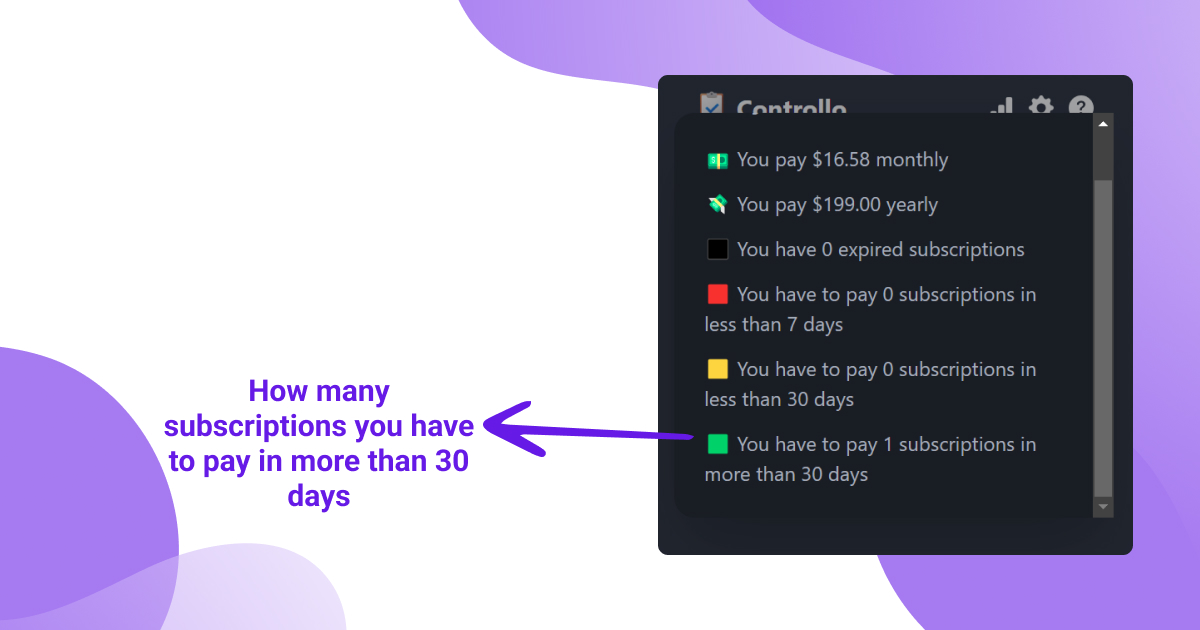 Controllo
You pay $16.58 monthly
You pay $199.00 yearly
You have 0 expired subscriptions
You have to pay 0 subscriptions in
less than 7 days
You have to pay 0 subscriptions in
less than 30 days
You have to pay 1 subscriptions in
more than 30 days
How many
subscriptions you have
to pay in more than 30
days